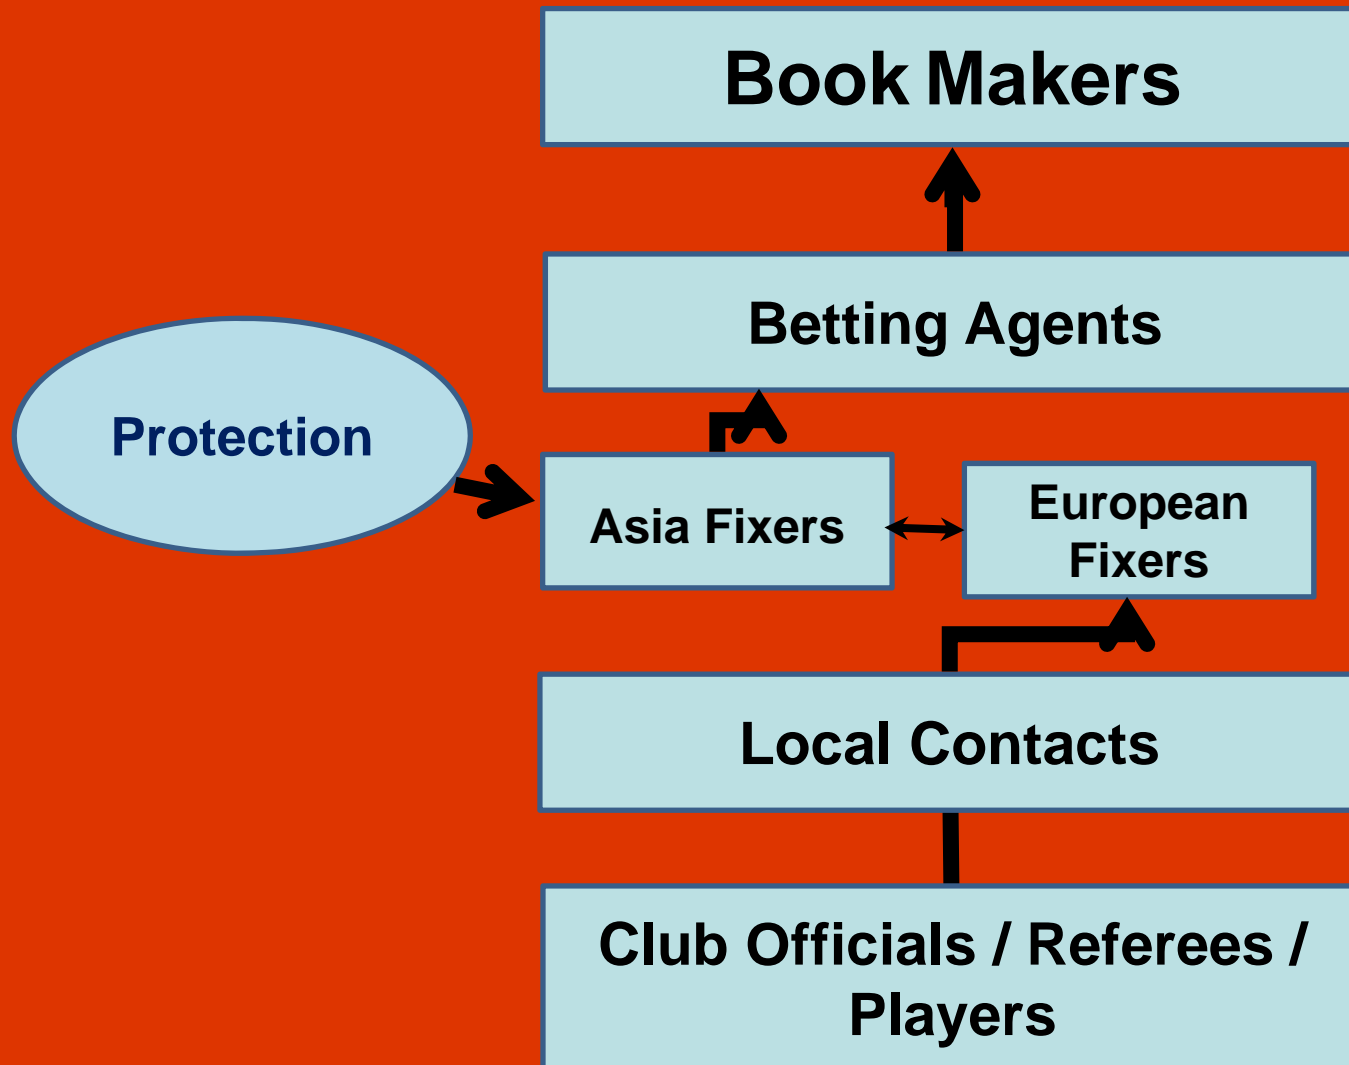 Book Makers
Betting Agents
Protection
Asia Fixers
European
Fixers
Local Contacts
Club Officials / Referees /
Players